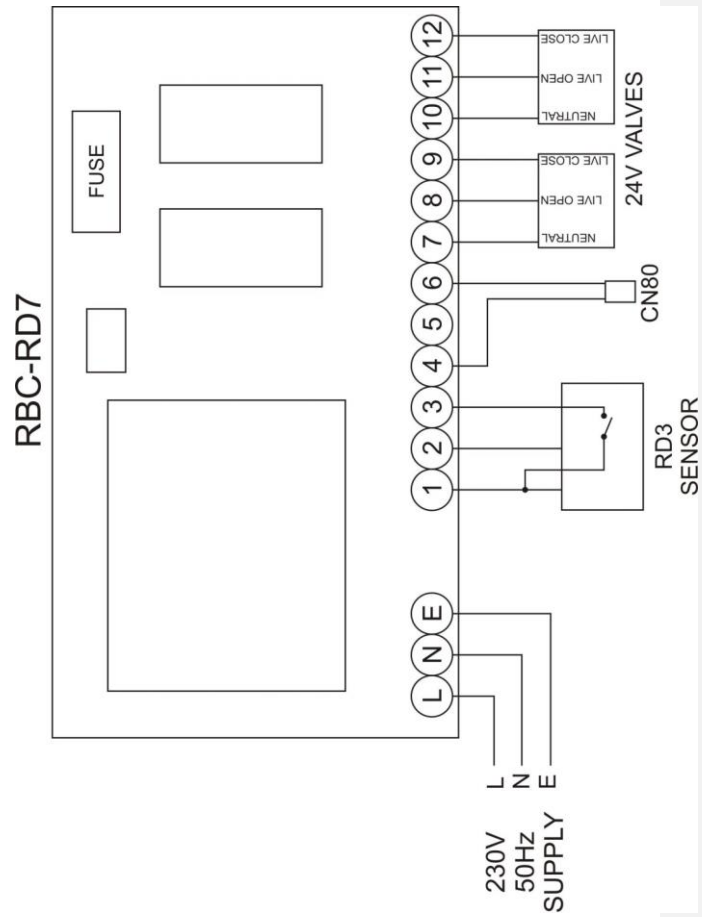 RBC-RD7
FUSE
L
N
E
1
2
3
4
5
6
7
8
9
10
11
12
230V
50Hz
SUPPLY
L
N
E
RD3
SENSOR
CN80
NEUTRAL
LIVE OPEN
LIVE CLOSE
NEUTRAL
LIVE OPEN
LIVE CLOSE
24V VALVES